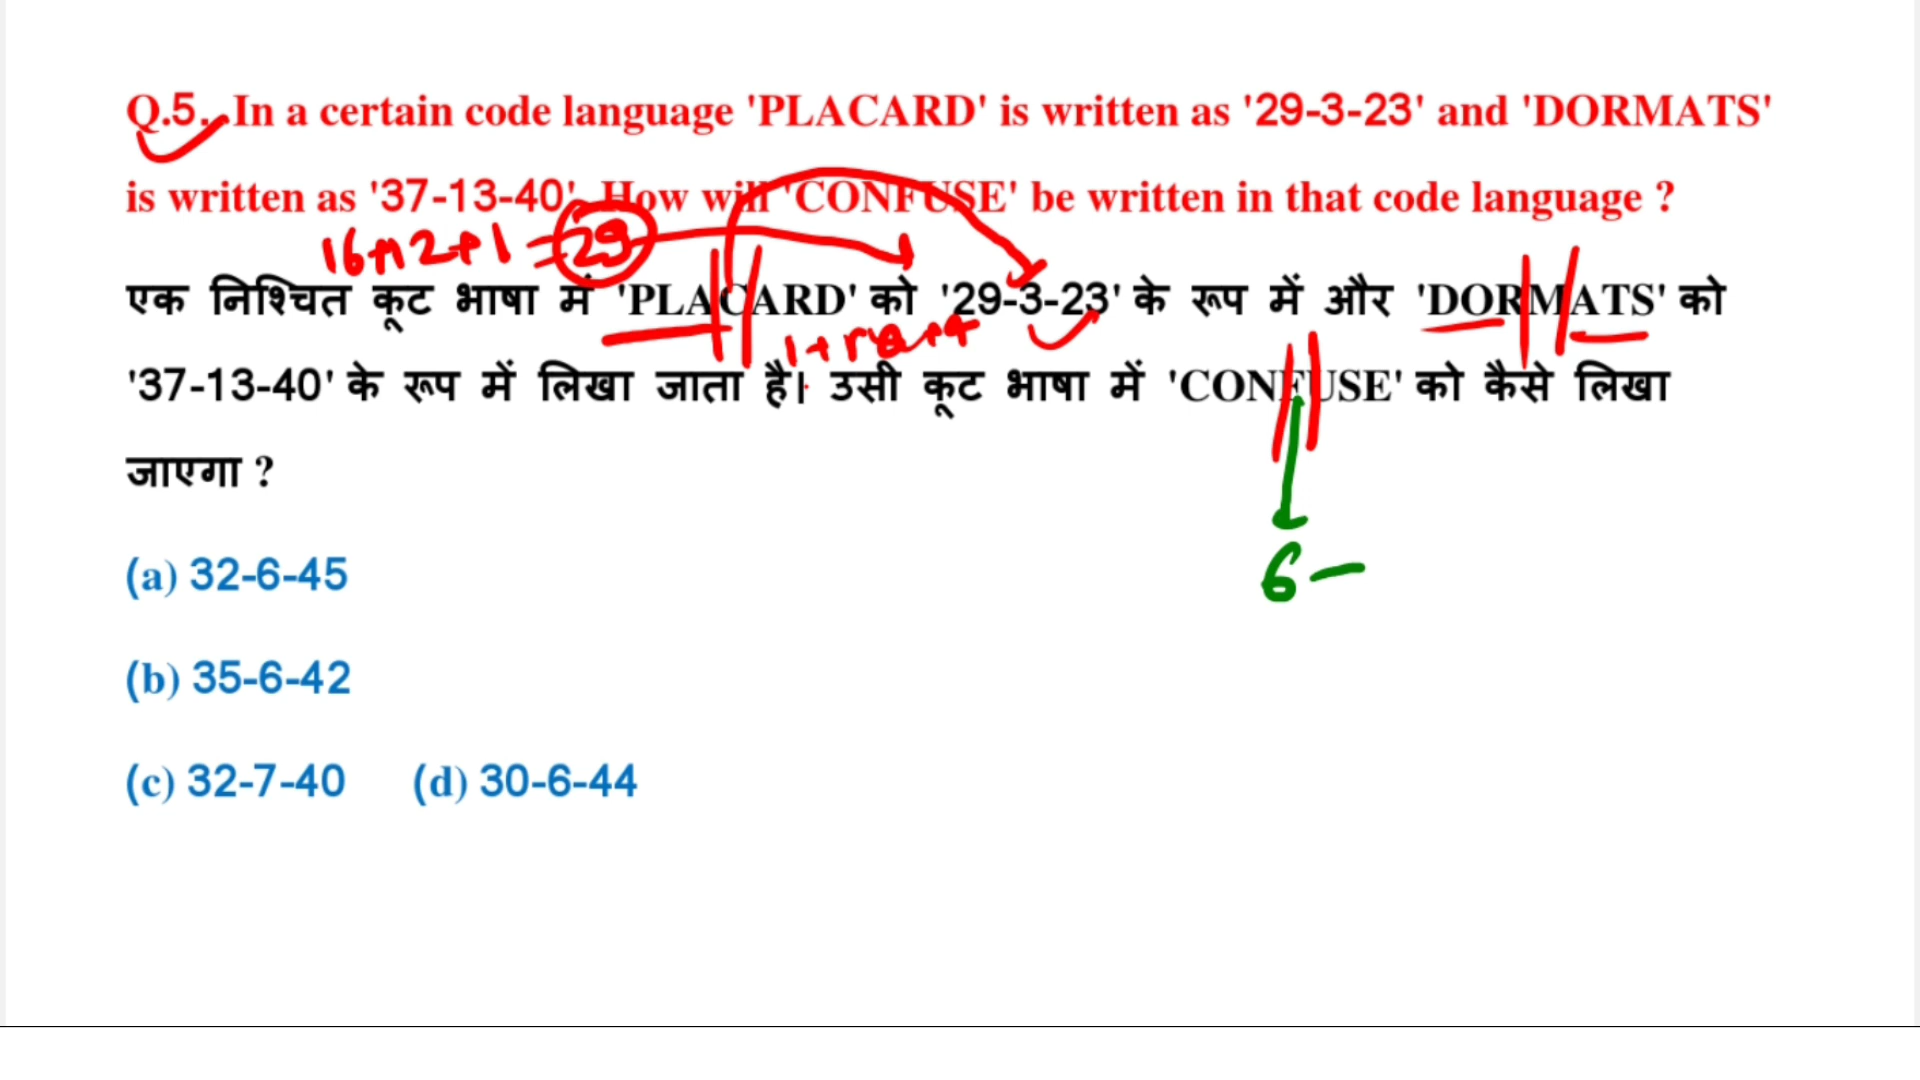 Q.5. In a certain code language 'PLACARD' is written as '29-3-23' and 'DORMATS'
is written as '37-13-40'. How will 'CONFUSE' be written in that code language ?
16+12+1=29
एक निश्चित कूट भाषा में 'PLACARD' को '29-3-23' के रूप में और 'DORMATS' को
1+18+4
'37-13-40' के रूप में लिखा जाता है। उसी कूट भाषा में 'CONFUSE' को कैसे लिखा
जाएगा ?
6-
(a) 32-6-45
(b) 35-6-42
(c) 32-7-40 (d) 30-6-44